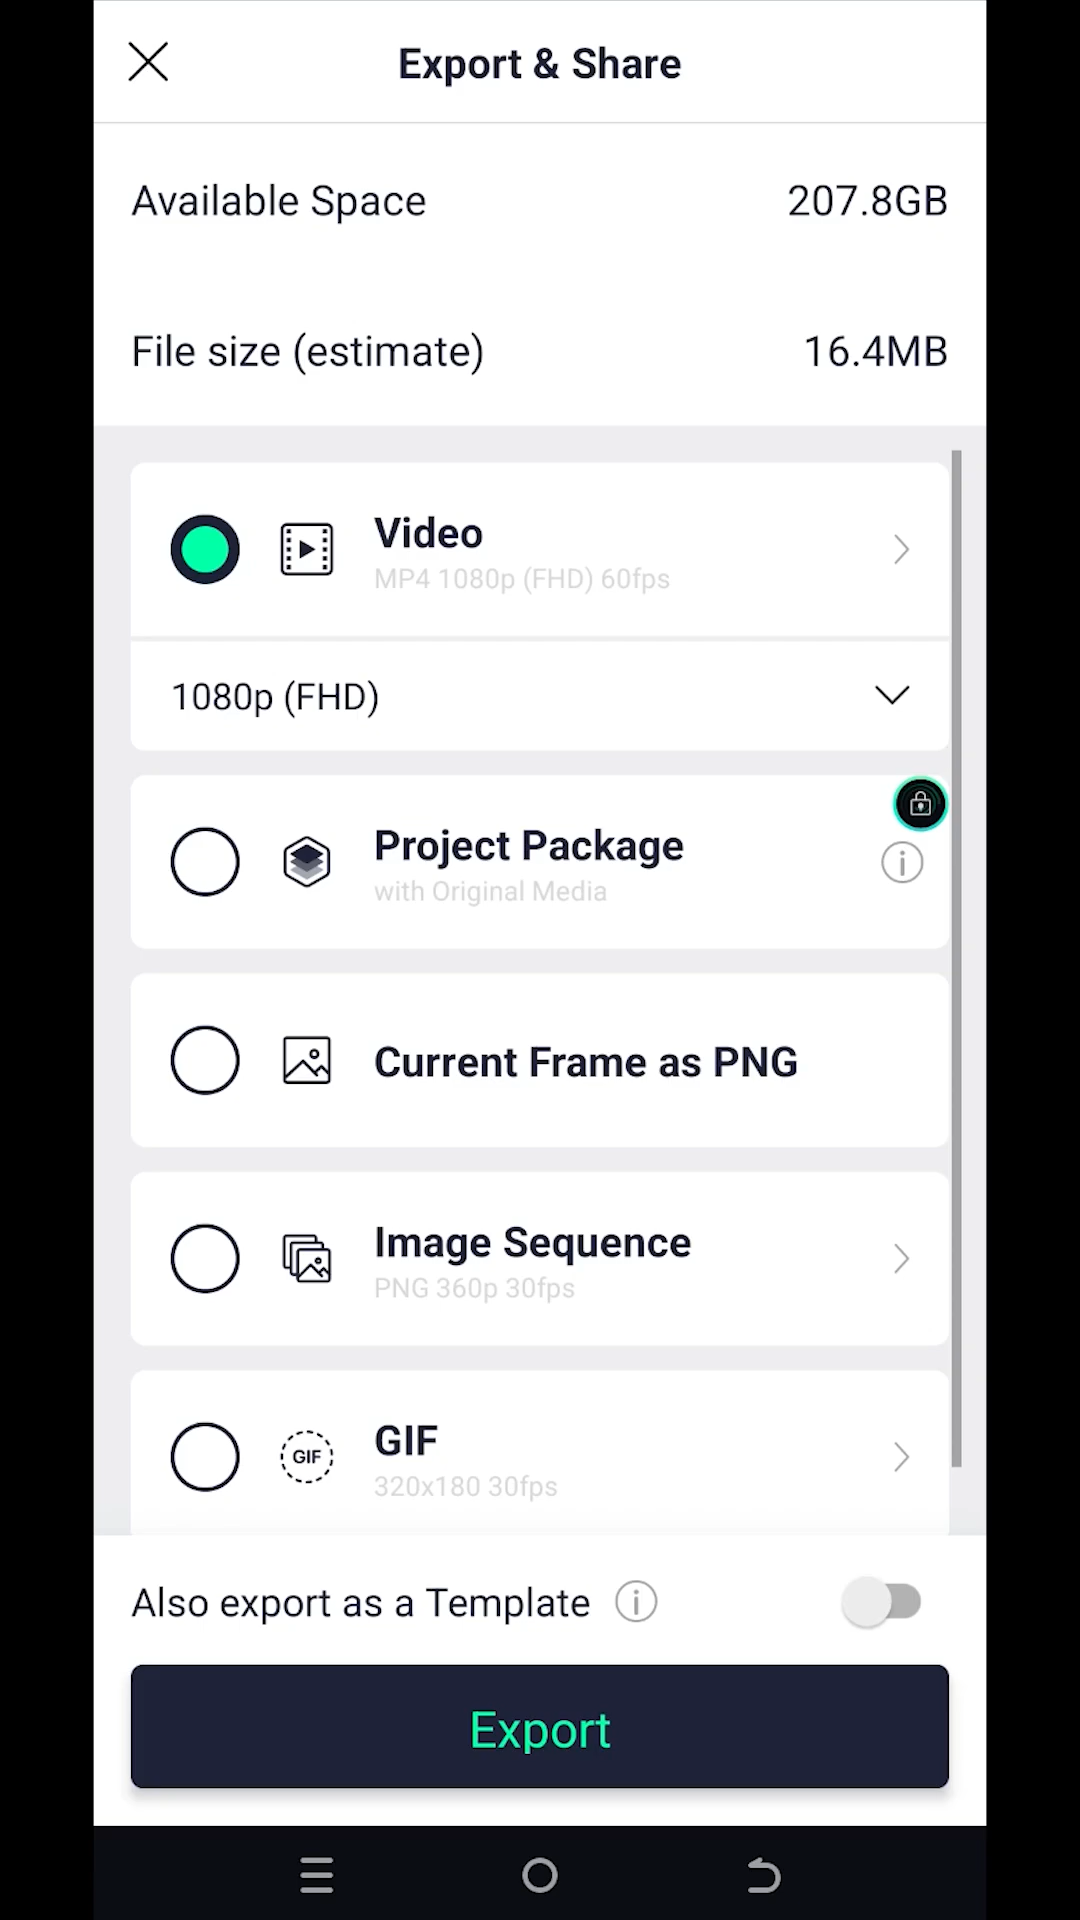 Export & Share
Available Space 207.8GB
File size (estimate) 16.4MB
Video
MP4 1080p (FHD) 60fps
1080p (FHD)
Project Package
with Original Media
Current Frame as PNG
Image Sequence
PNG 360p 30fps
GIF
GIF
320x180 30fps
Also export as a Template
Export